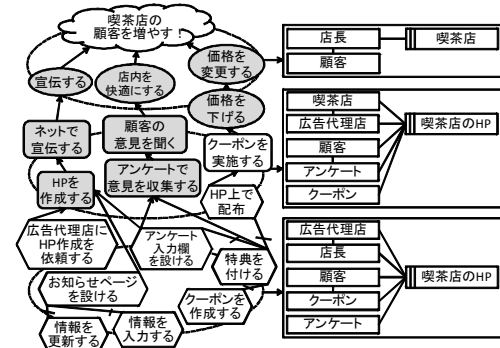 喫茶店の
顧客を増やす！
宣伝する
店内を
快適にする
価格を
変更する
価格を
下げる
ネットで
宣伝する
顧客の
意見を聞く
クーポンを
実施する
HPを
作成する
アンケートで
意見を収集する
HP上で
配布
広告代理店に
HP作成を
依頼する
アンケート
入力欄
を設ける
特典を
付ける
お知らせページ
を設ける
クーポンを
作成する
情報を
更新する
情報を
入力する
店長
喫茶店
顧客
喫茶店
広告代理店
喫茶店のHP
顧客
アンケート
クーポン
広告代理店
店長
顧客
喫茶店のHP
クーポン
アンケート